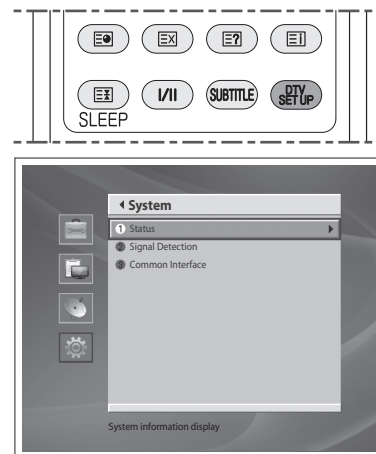 X
?
i
I/II
SUBTITLE
DTV
SETUP
SLEEP
System
1 Status
2 Signal Detection
3 Common Interface
System information display